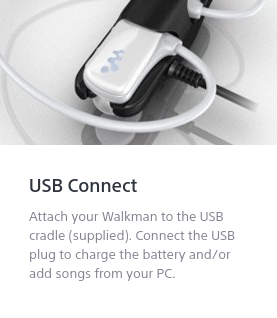 USB Connect
Attach your Walkman to the USB
cradle (supplied). Connect the USB
plug to charge the battery and/or
add songs from your PC.